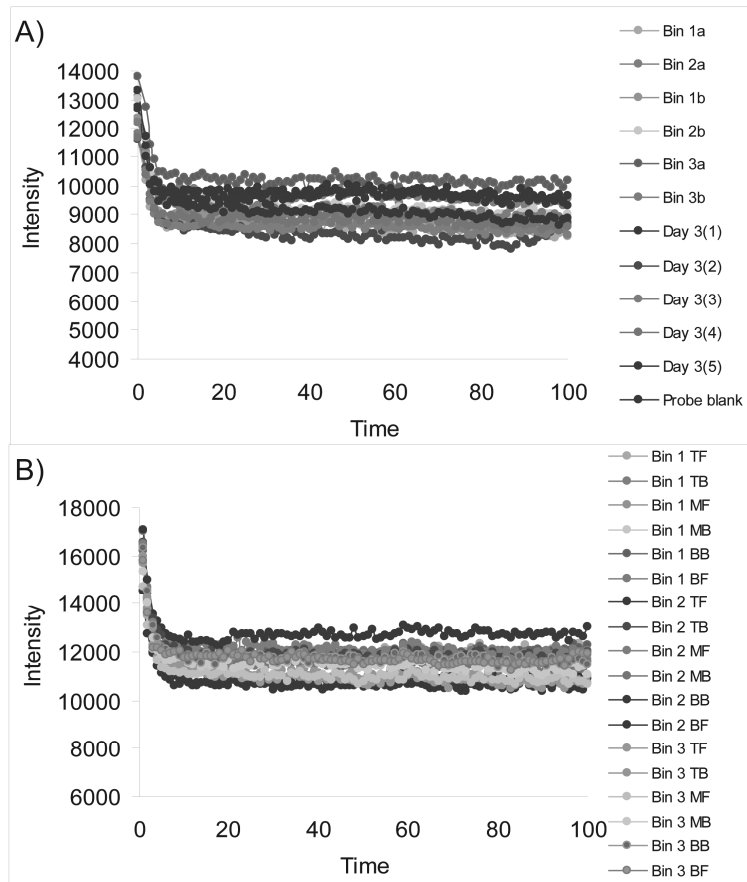 A)
14000
13000
12000
11000
10000
9000
8000
7000
6000
5000
4000
Intensity
0 20 40 60 80 100
Time
Bin 1a
Bin 2a
Bin 1b
Bin 2b
Bin 3a
Bin 3b
Day 3(1)
Day 3(2)
Day 3(3)
Day 3(4)
Day 3(5)
Probe blank
B)
18000
16000
14000
12000
10000
8000
6000
Intensity
0 20 40 60 80 100
Time
Bin 1 TF
Bin 1 TB
Bin 1 MF
Bin 1 MB
Bin 1 BB
Bin 1 BF
Bin 2 TF
Bin 2 TB
Bin 2 MF
Bin 2 MB
Bin 2 BB
Bin 2 BF
Bin 3 TF
Bin 3 TB
Bin 3 MF
Bin 3 MB
Bin 3 BB
Bin 3 BF